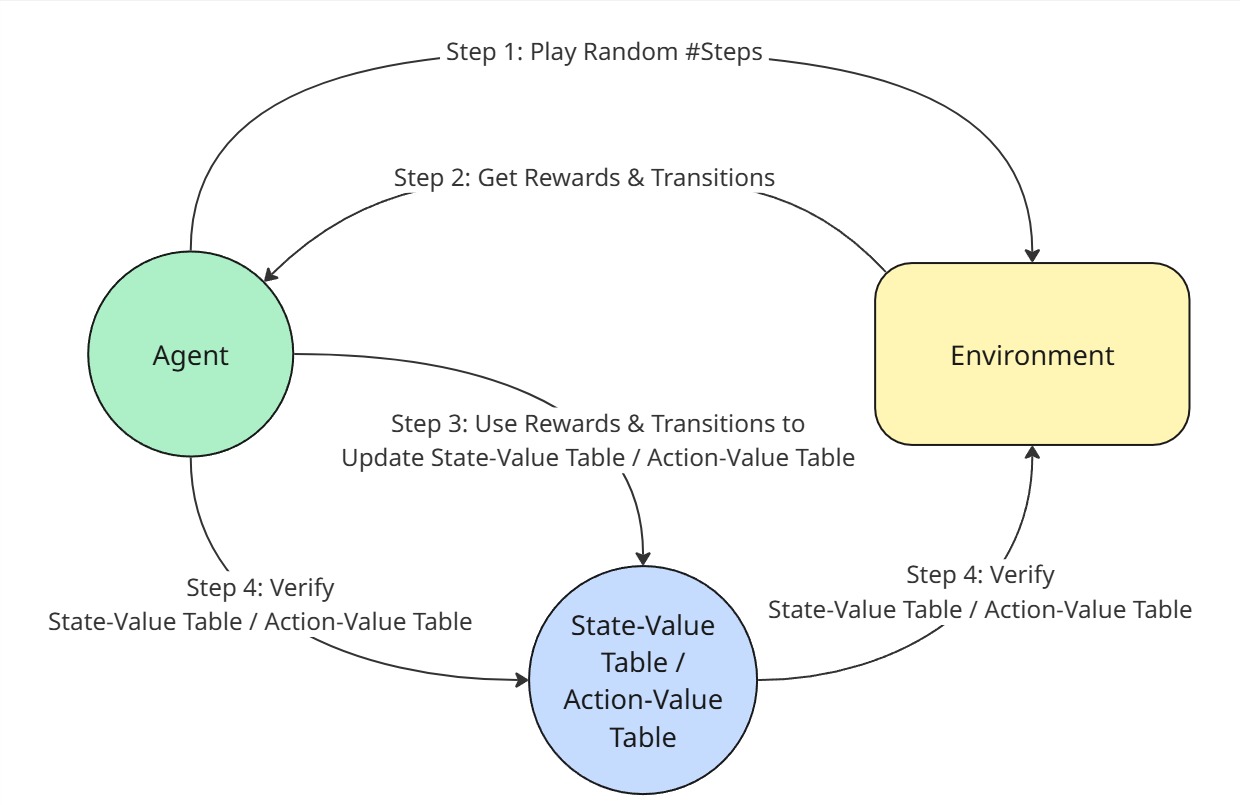 Step 1: Play Random #Steps
Step 2: Get Rewards & Transitions
Agent
Environment
Step 3: Use Rewards & Transitions to
Update State-Value Table / Action-Value Table
Step 4: Verify
State-Value Table / Action-Value Table
Step 4: Verify
State-Value Table / Action-Value Table
State-Value
Table /
Action-Value
Table